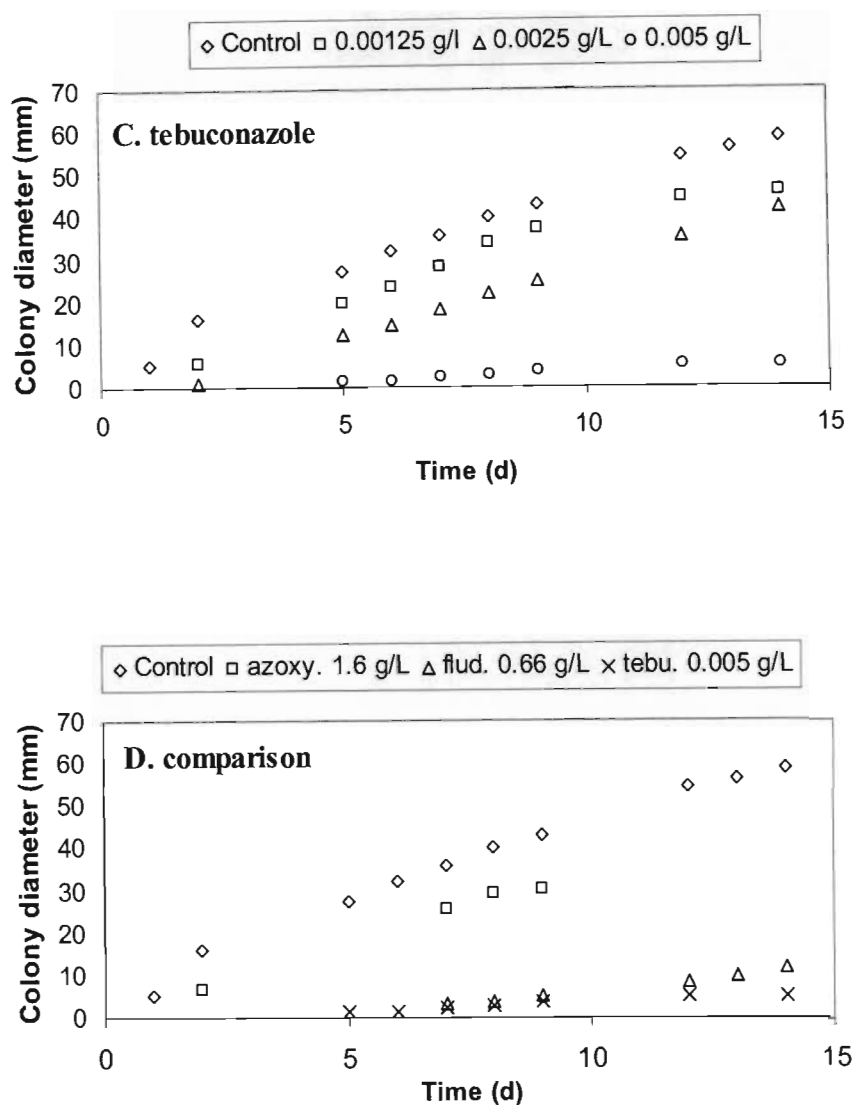 ◇ Control □ 0.00125 g/l △ 0.0025 g/L ○ 0.005 g/L
C. tebuconazole
Colony diameter (mm)
70
60
50
40
30
20
10
0
0 5 10 15
Time (d)
◇ Control □ azoxy. 1.6 g/L △ flud. 0.66 g/L × tebu. 0.005 g/L
D. comparison
Colony diameter (mm)
70
60
50
40
30
20
10
0
0 5 10 15
Time (d)